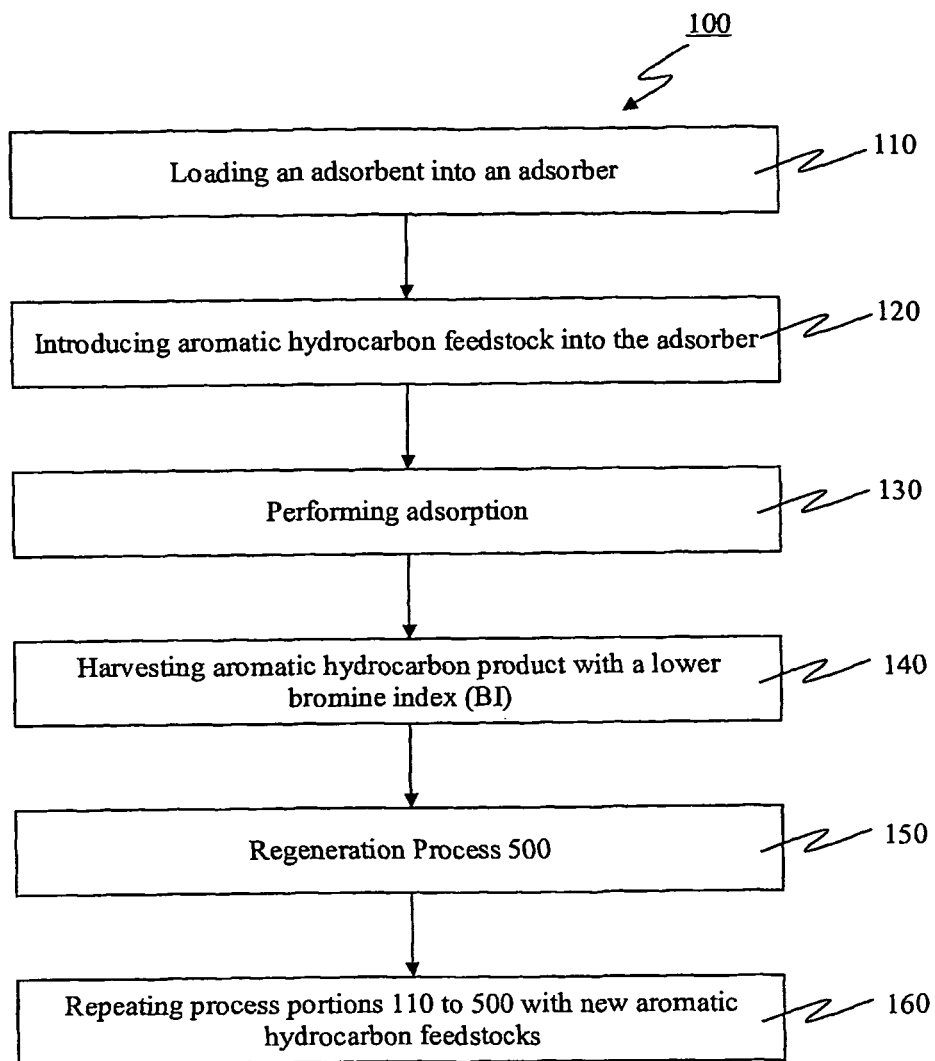 100
Loading an adsorbent into an adsorber
110
Introducing aromatic hydrocarbon feedstock into the adsorber
120
Performing adsorption
130
Harvesting aromatic hydrocarbon product with a lower
bromine index (BI)
140
Regeneration Process 500
150
Repeating process portions 110 to 500 with new aromatic
hydrocarbon feedstocks
160